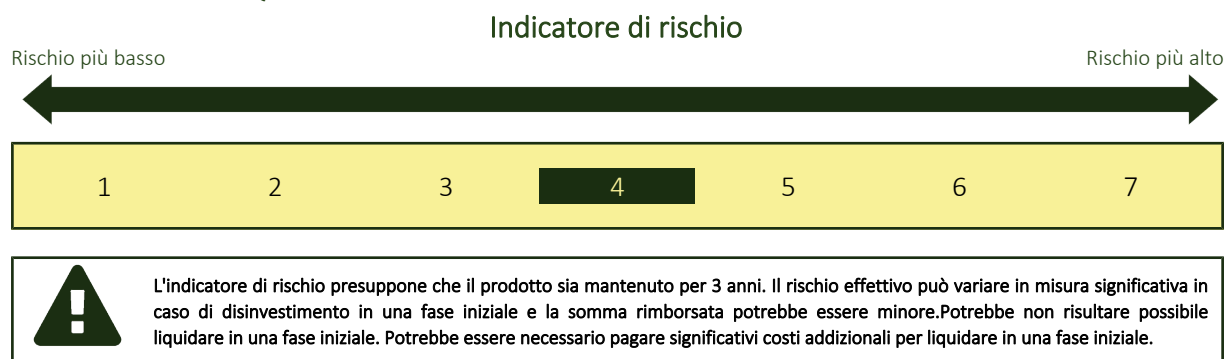 Indicatore di rischio
Rischio più basso Rischio più alto
1 2 3 4 5 6 7
L'indicatore di rischio presuppone che il prodotto sia mantenuto per 3 anni. Il rischio effettivo può variare in misura significativa in
caso di disinvestimento in una fase iniziale e la somma rimborsata potrebbe essere minore.Potrebbe non risultare possibile
liquidare in una fase iniziale. Potrebbe essere necessario pagare significativi costi addizionali per liquidare in una fase iniziale.